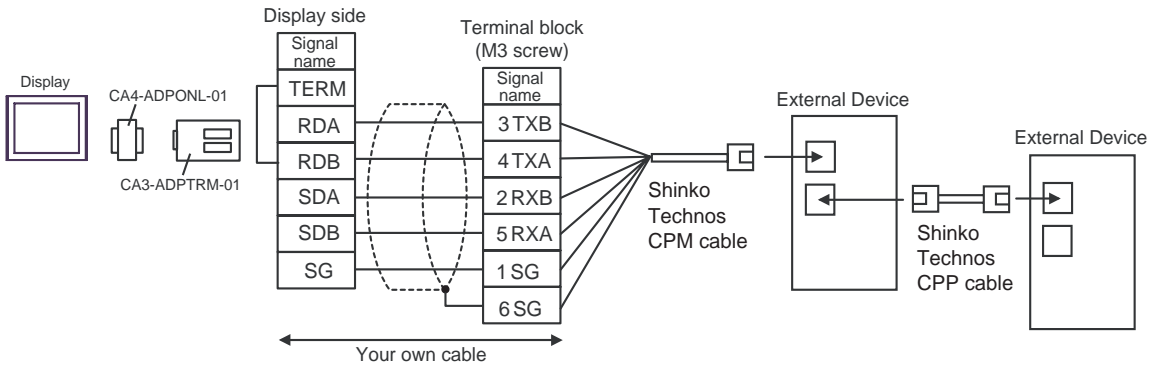 Display side
Terminal block
(M3 screw)
Signal
name
Signal
name
Display
CA4-ADPONL-01
CA3-ADPTRM-01
TERM
RDA
3 TXB
RDB
4 TXA
SDA
2 RXB
SDB
5 RXA
SG
1 SG
6 SG
Your own cable
Shinko
Technos
CPM cable
External Device
Shinko
Technos
CPP cable
External Device